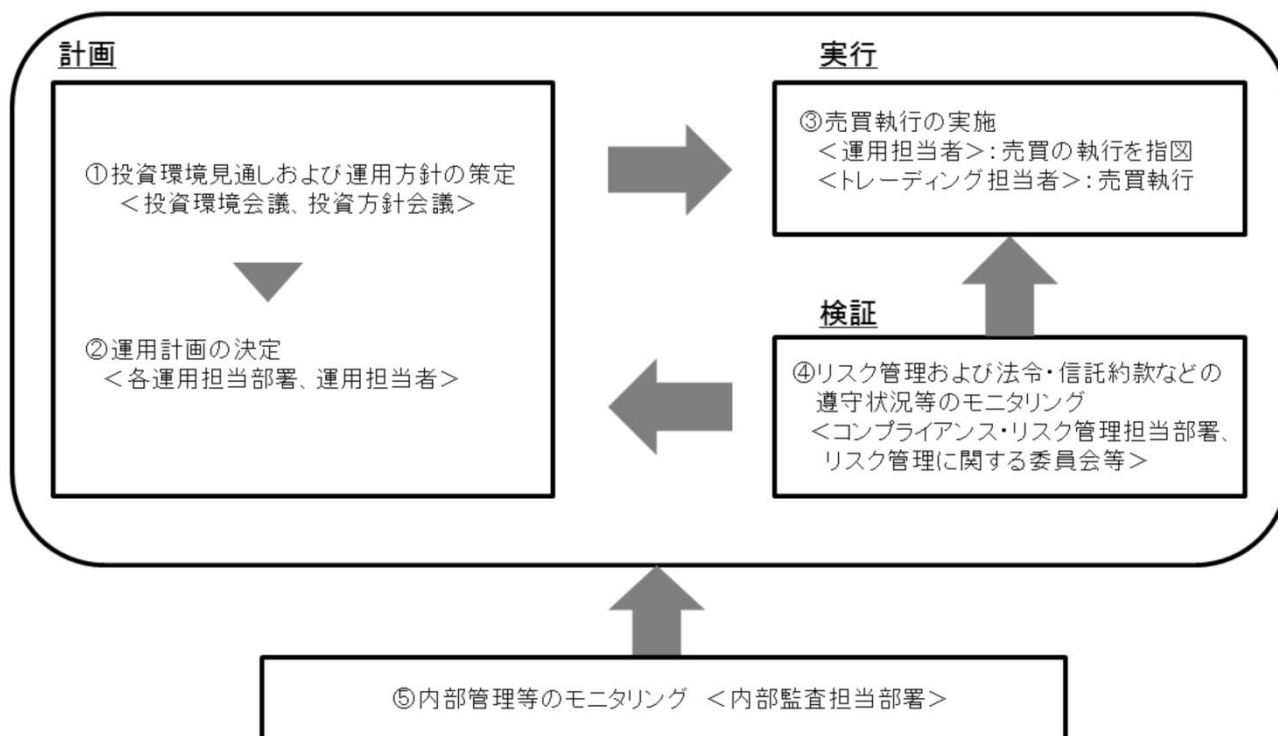 計画
①投資環境見通しおよび運用方針の策定
＜投資環境会議、投資方針会議＞
②運用計画の決定
＜各運用担当部署、運用担当者＞
実行
③売買執行の実施
＜運用担当者＞：売買の執行を指図
＜トレーディング担当者＞：売買執行
検証
④リスク管理および法令・信託約款などの
遵守状況等のモニタリング
＜コンプライアンス・リスク管理担当部署、
リスク管理に関する委員会等＞
⑤内部管理等のモニタリング ＜内部監査担当部署＞